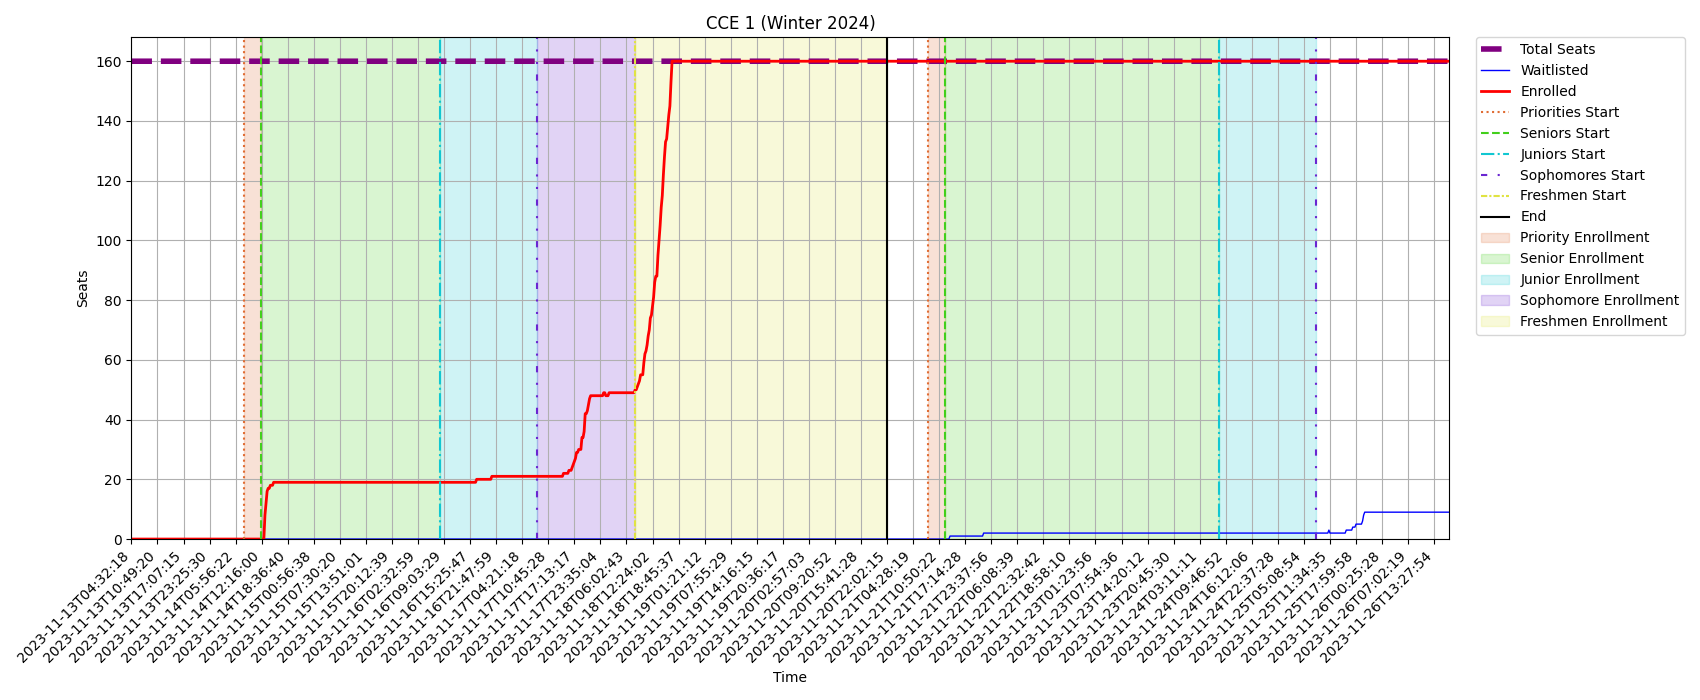 CCE 1 (Winter 2024)
160
140
120
100
80
60
40
20
0
Seats
2023-11-13T04:32:18
2023-11-13T10:49:20
2023-11-13T17:07:15
2023-11-13T23:25:30
2023-11-14T05:56:22
2023-11-14T12:16:00
2023-11-14T18:36:40
2023-11-15T00:56:38
2023-11-15T07:30:20
2023-11-15T13:51:01
2023-11-15T20:12:39
2023-11-16T02:32:59
2023-11-16T09:03:29
2023-11-16T15:25:47
2023-11-16T21:47:59
2023-11-17T04:21:18
2023-11-17T10:45:28
2023-11-17T17:13:17
2023-11-17T23:35:04
2023-11-18T06:02:43
2023-11-18T12:24:02
2023-11-18T18:45:37
2023-11-19T01:21:12
2023-11-19T07:55:29
2023-11-19T14:16:15
2023-11-19T20:36:17
2023-11-20T02:57:03
2023-11-20T09:20:52
2023-11-20T15:41:28
2023-11-20T22:02:15
2023-11-21T04:28:19
2023-11-21T10:50:22
2023-11-21T17:14:28
2023-11-21T23:37:56
2023-11-22T06:08:39
2023-11-22T12:32:42
2023-11-22T18:58:10
2023-11-23T01:23:56
2023-11-23T07:54:36
2023-11-23T14:20:12
2023-11-23T20:45:30
2023-11-24T03:11:11
2023-11-24T09:46:52
2023-11-24T16:12:06
2023-11-24T22:37:28
2023-11-25T05:08:54
2023-11-25T11:34:35
2023-11-25T17:59:58
2023-11-26T00:25:28
2023-11-26T07:02:19
2023-11-26T13:27:54
Time
Total Seats
Waitlisted
Enrolled
Priorities Start
Seniors Start
Juniors Start
Sophomores Start
Freshmen Start
End
Priority Enrollment
Senior Enrollment
Junior Enrollment
Sophomore Enrollment
Freshmen Enrollment